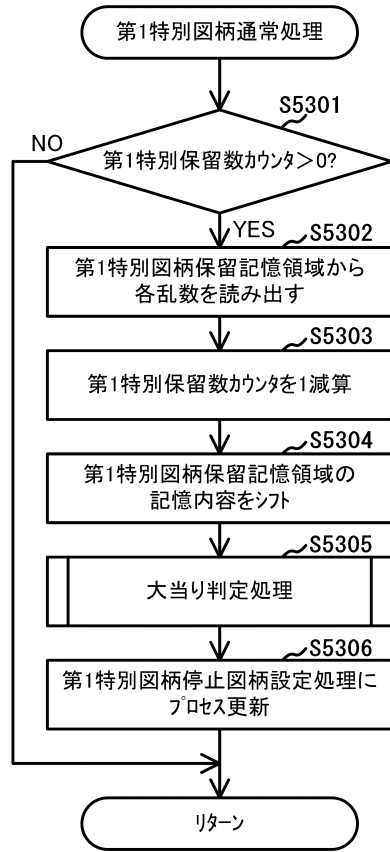 第1特別図柄通常処理
S5301
NO
第1特別保留数カウンタ＞0?
YES
S5302
第1特別図柄保留記憶領域から
各乱数を読み出す
S5303
第1特別保留数カウンタを1減算
S5304
第1特別図柄保留記憶領域の
記憶内容をシフト
S5305
大当り判定処理
S5306
第1特別図柄停止図柄設定処理に
プロセス更新
リターン